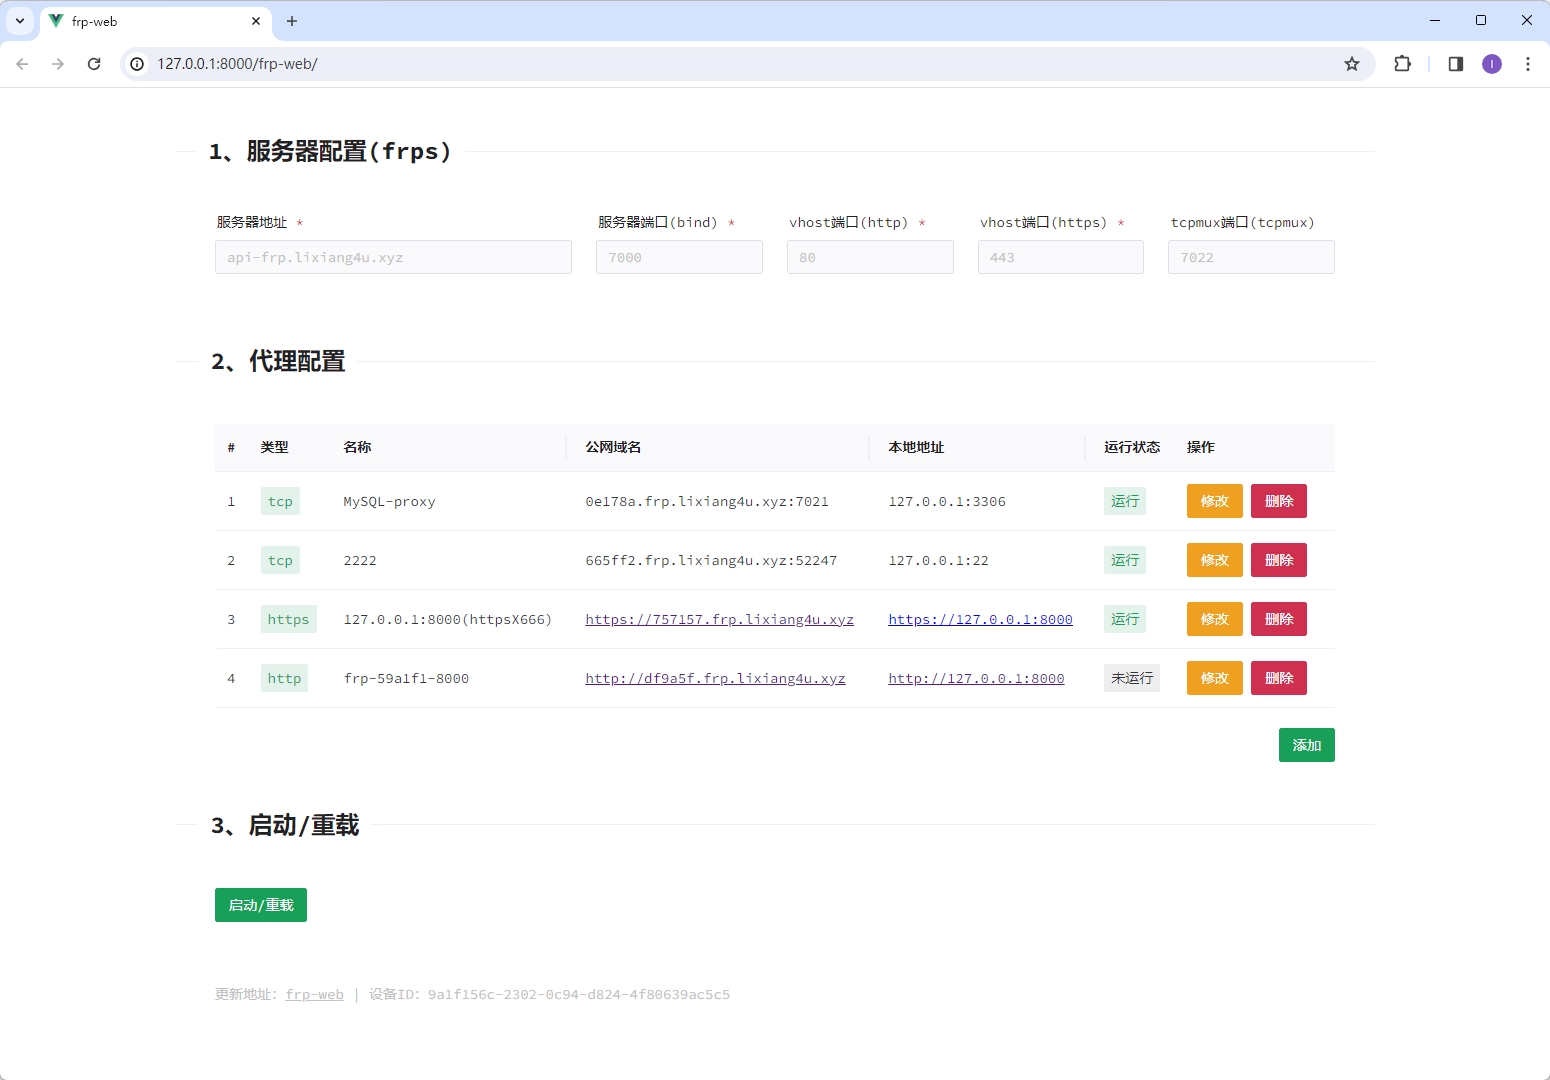 frp-web
127.0.0.1:8000/frp-web/
I
1、服务器配置(frps)
服务器地址 * 服务器端口(bind) * vhost端口(http) * vhost端口(https) * tcpmux端口(tcpmux)
api-frp.lixiang4u.xyz 7000 80 443 7022
2、代理配置
# 类型 名称 公网域名 本地地址 运行状态 操作
1 tcp MySQL-proxy 0e178a.frp.lixiang4u.xyz:7021 127.0.0.1:3306 运行 修改 删除
2 tcp 2222 665ff2.frp.lixiang4u.xyz:52247 127.0.0.1:22 运行 修改 删除
3 https 127.0.0.1:8000(httpsX666) https://757157.frp.lixiang4u.xyz https://127.0.0.1:8000 运行 修改 删除
4 http frp-59a1f1-8000 http://df9a5f.frp.lixiang4u.xyz http://127.0.0.1:8000 未运行 修改 删除
添加
3、启动/重载
启动/重载
更新地址: frp-web | 设备ID: 9a1f156c-2302-0c94-d824-4f80639ac5c5